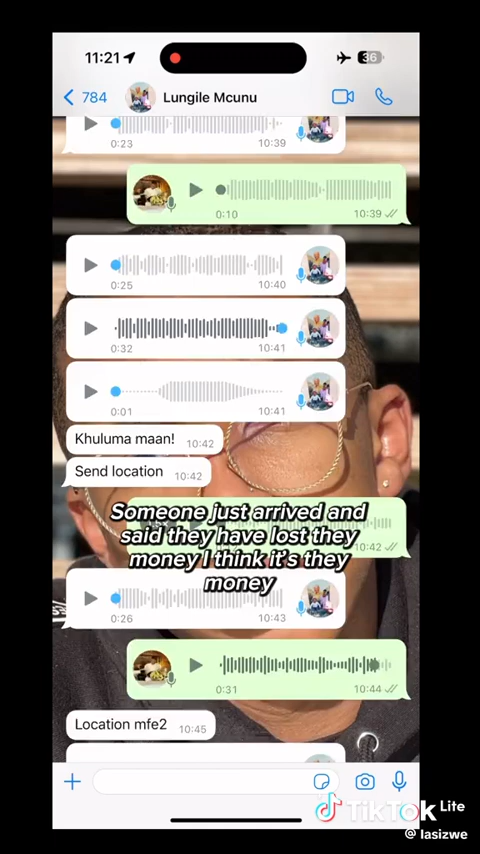 11:21
36
784
Lungile Mcunu
0:23 10:39
0:10 10:39
0:25 10:40
0:32 10:41
0:01 10:41
Khuluma maan! 10:42
Send location 10:42
Someone just arrived and
said they have lost they
money I think it's they
money
10:42
0:26 10:43
0:31 10:44
Location mfe2 10:45
TikTok Lite
@ lasizwe